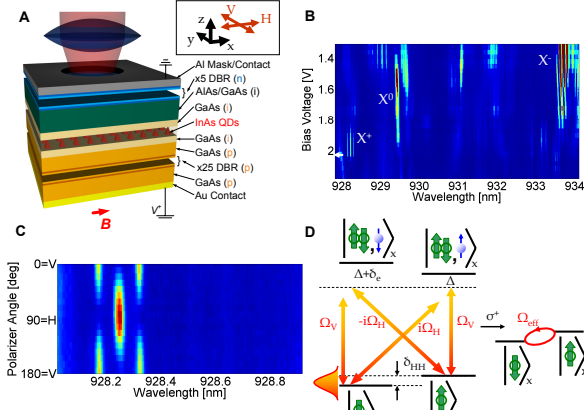 A
V
H
z
y
x
Al Mask/Contact
x5 DBR (n)
AlAs/GaAs (i)
GaAs (i)
InAs QDs
GaAs (i)
GaAs (p)
x25 DBR (p)
GaAs (p)
Au Contact
B
V+
B
Bias Voltage [V]
1.4
1.6
1.8
2
X⁻
X⁰
X⁺
928 929 930 931 932 933 934
Wavelength [nm]
C
Polarizer Angle [deg]
0=V
90=H
180=V
928.2 928.4 928.6 928.8
Wavelength [nm]
D
, x
, x
Δ+δe
Δ
ΩV
-iΩH
iΩH
ΩV
σ⁺
Ωeff
δHH
x
x